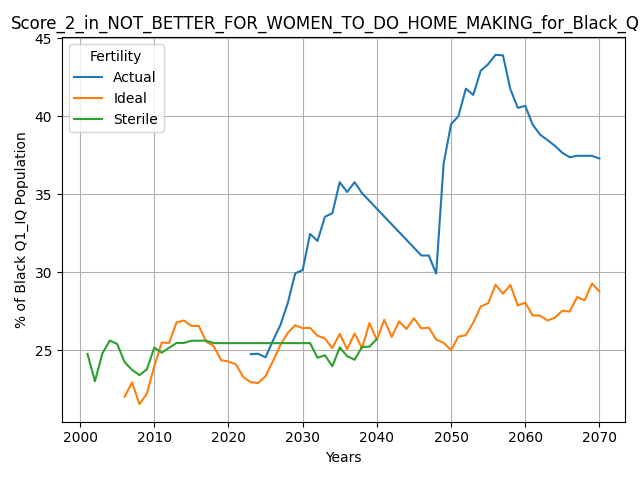 Score_2_in_NOT_BETTER_FOR_WOMEN_TO_DO_HOME_MAKING_for_Black_Q
45
40
35
30
25
Fertility
Actual
Ideal
Sterile
% of Black Q1_IQ Population
2000 2010 2020 2030 2040 2050 2060 2070
Years